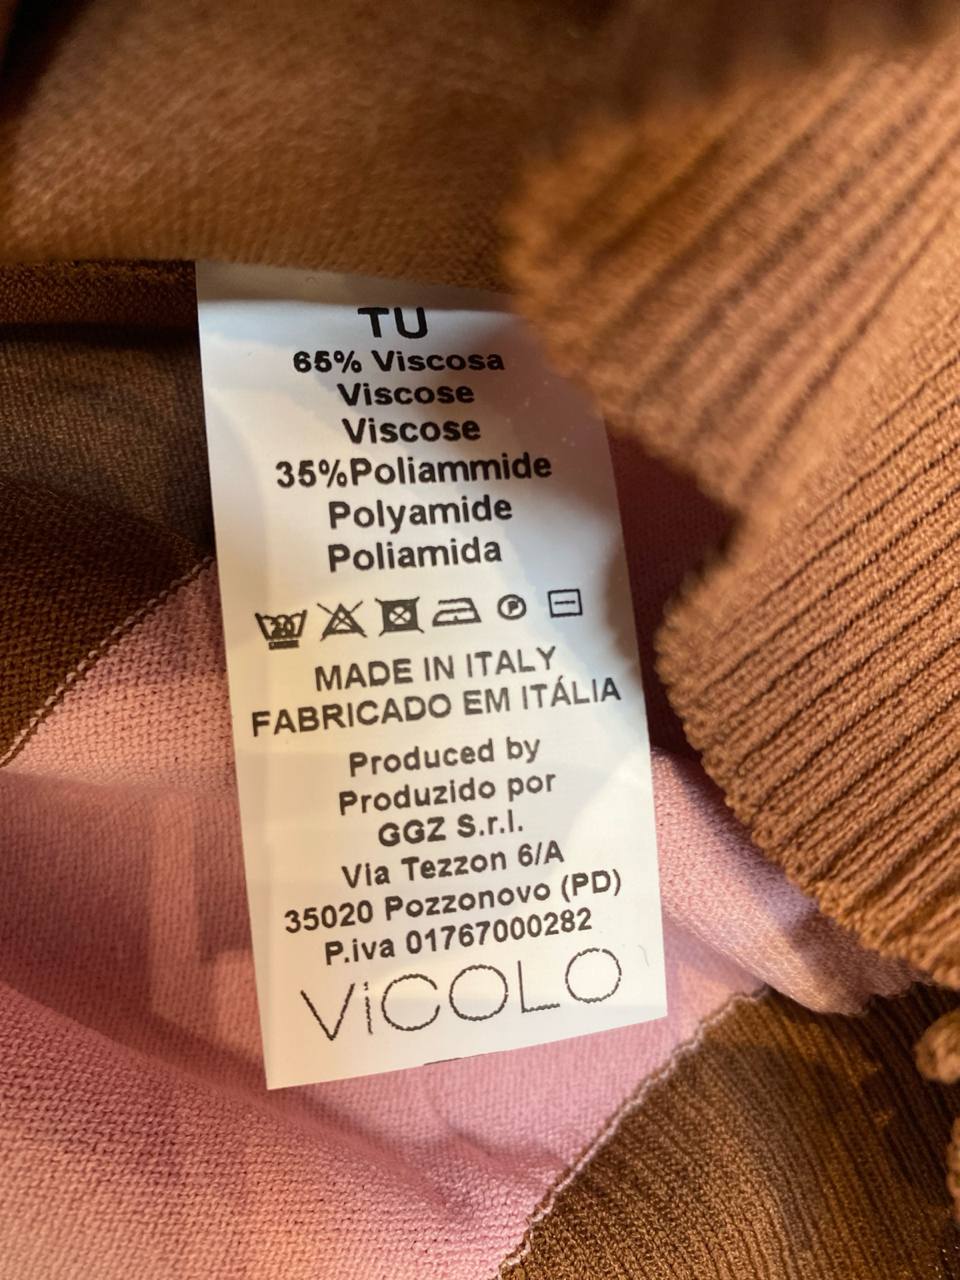 TU
65% Viscosa
Viscose
Viscose
35%Poliammide
Polyamide
Poliamida
MADE IN ITALY
FABRICADO EM ITÁLIA
Produced by
Produzido por
GGZ S.r.l.
Via Tezzon 6/A
35020 Pozzonovo (PD)
P.iva 01767000282
ViCOLO